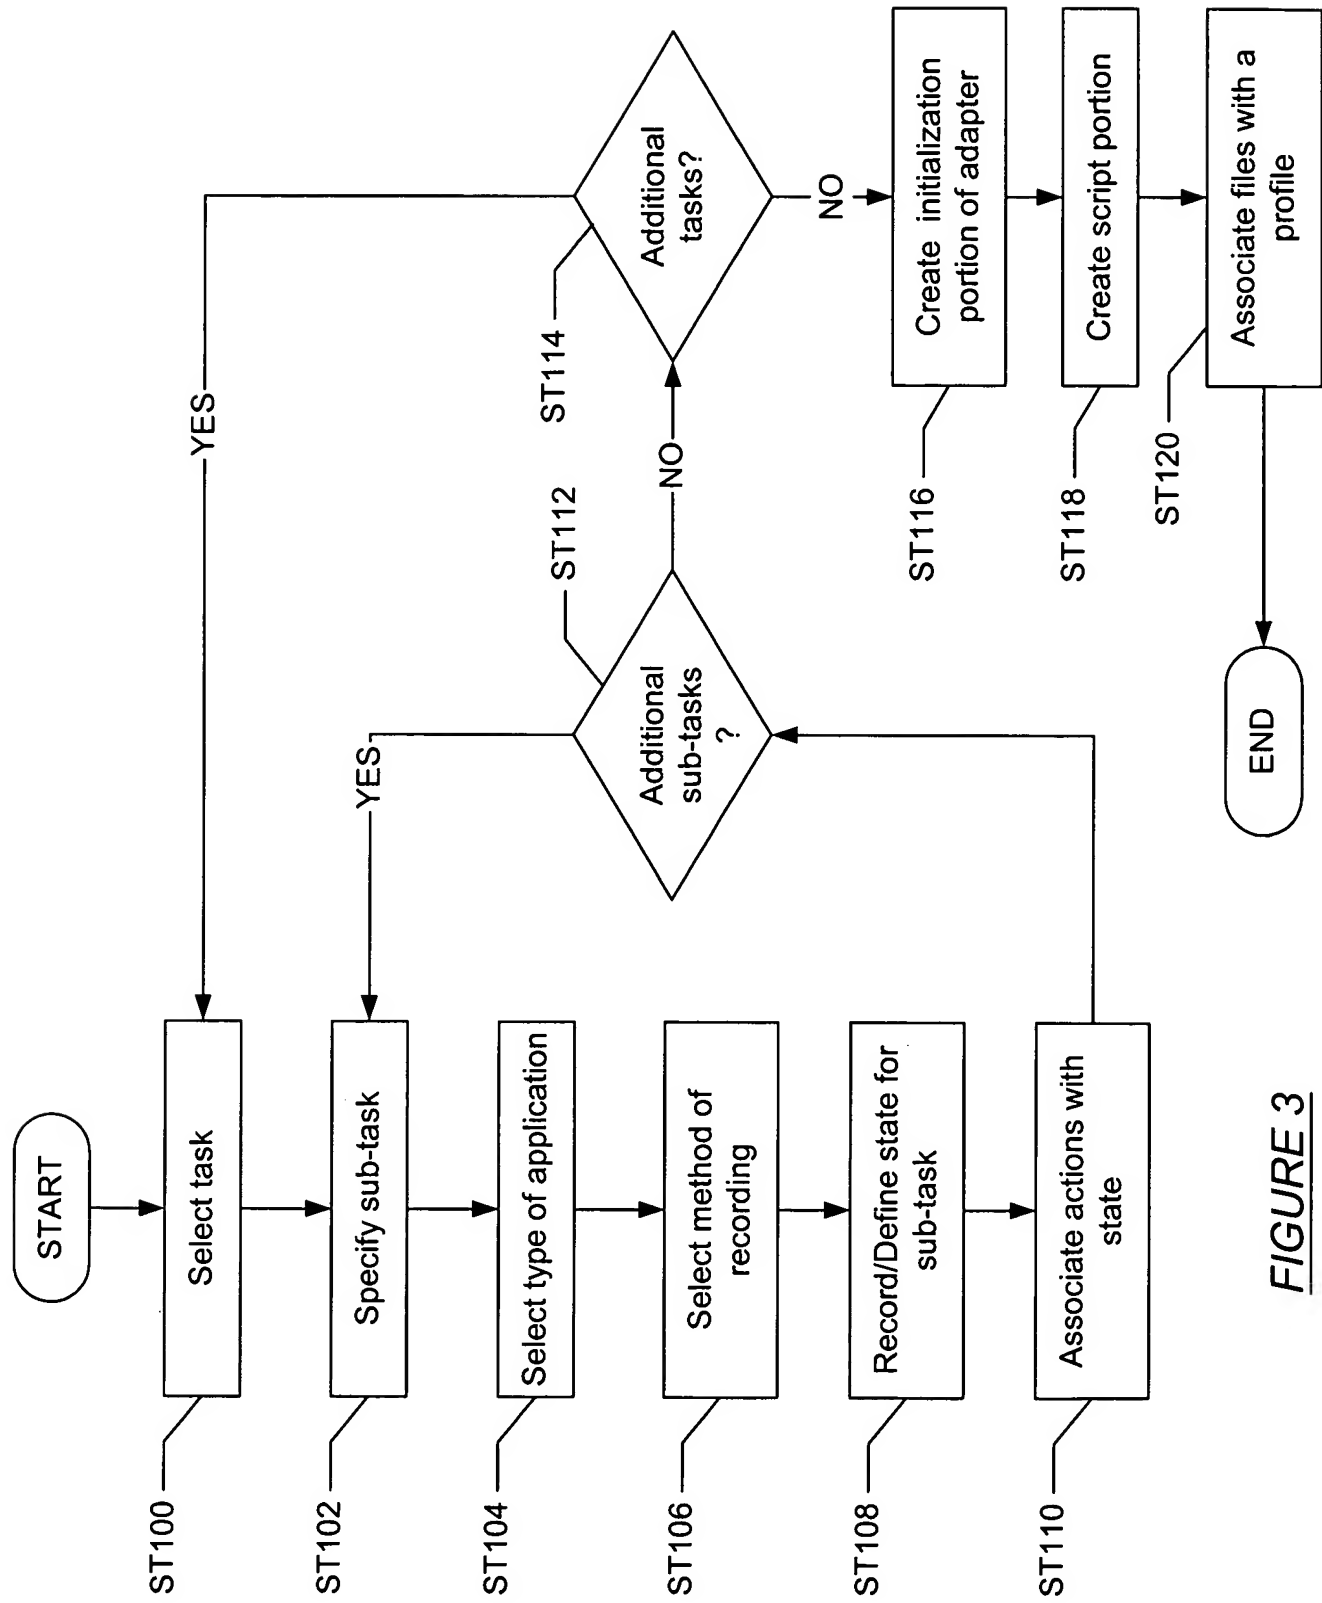 START
ST100
Select task
ST102
Specify sub-task
ST104
Select type of application
ST106
Select method of
recording
ST108
Record/Define state for
sub-task
ST110
Associate actions with
state
YES
ST112
Additional
sub-tasks
?
NO
YES
ST114
Additional
tasks?
NO
ST116
Create initialization
portion of adapter
ST118
Create script portion
ST120
Associate files with a
profile
END
FIGURE 3